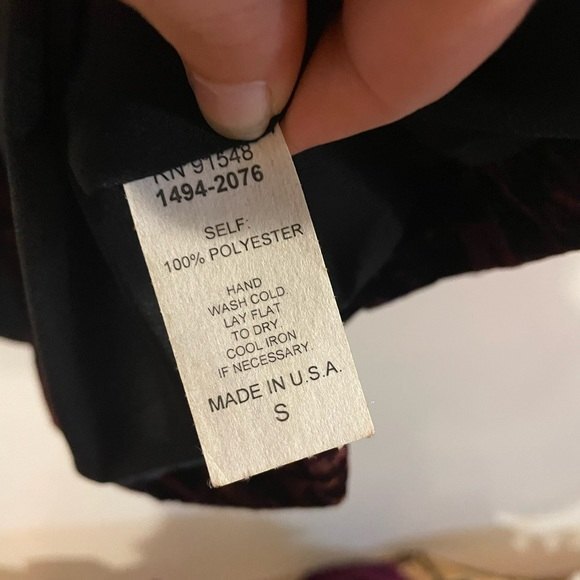 RN 91548
1494-2076
SELF:
100% POLYESTER
HAND
WASH COLD
LAY FLAT
TO DRY
COOL IRON
IF NECESSARY
MADE IN U.S.A.
S